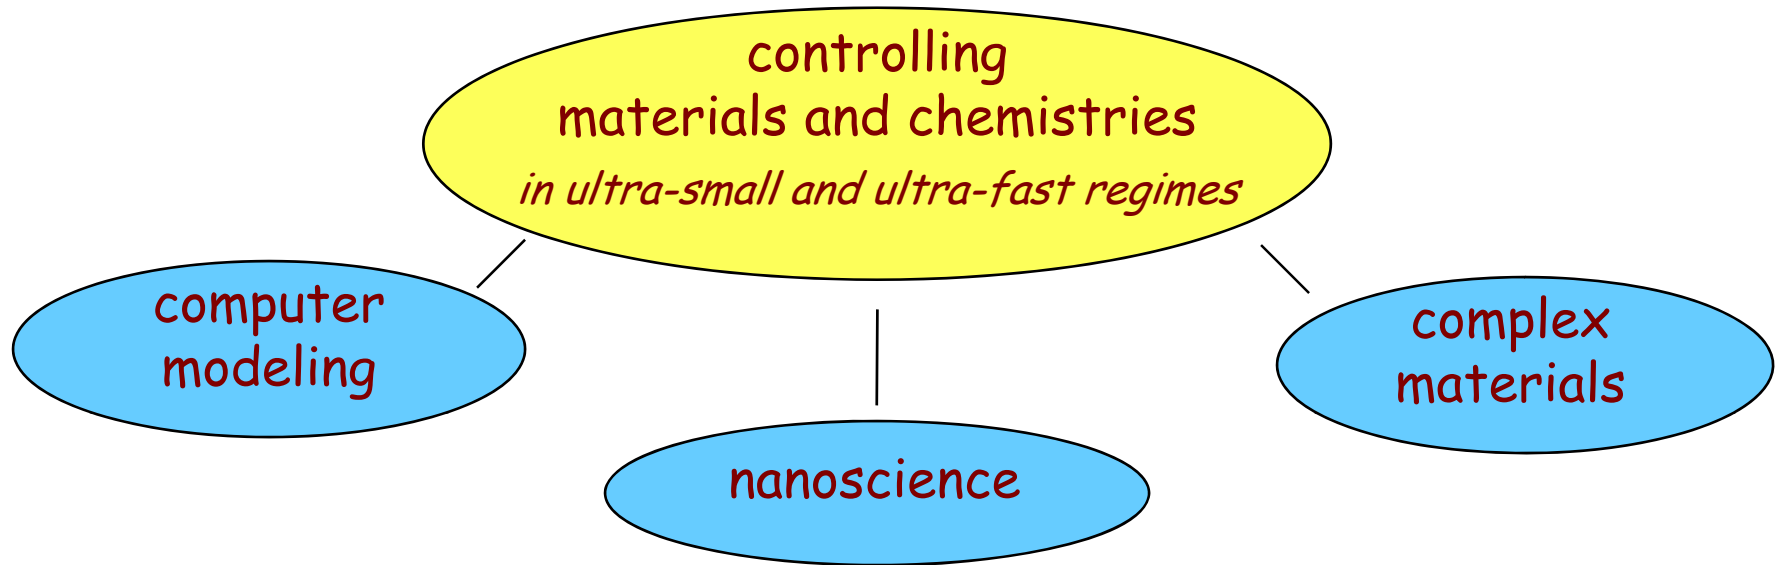 controlling
materials and chemistries
in ultra-small and ultra-fast regimes
computer
modeling
complex
materials
nanoscience